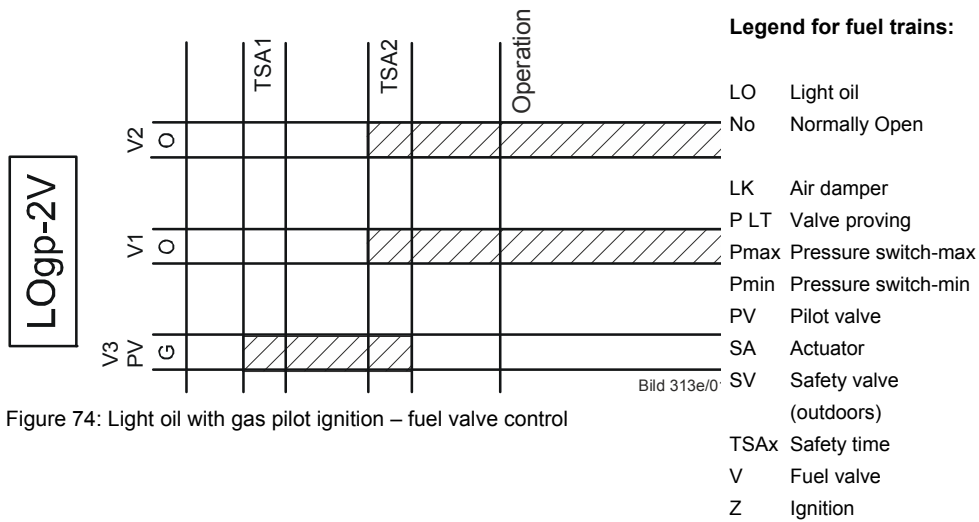 TSA1
TSA2
Operation
V2
O
LOgp-2V
V1
O
V3
PV
G
Bild 313e/01
Figure 74: Light oil with gas pilot ignition – fuel valve control
Legend for fuel trains:
LO Light oil
No Normally Open
LK Air damper
P LT Valve proving
Pmax Pressure switch-max
Pmin Pressure switch-min
PV Pilot valve
SA Actuator
SV Safety valve
(outdoors)
TSAx Safety time
V Fuel valve
Z Ignition